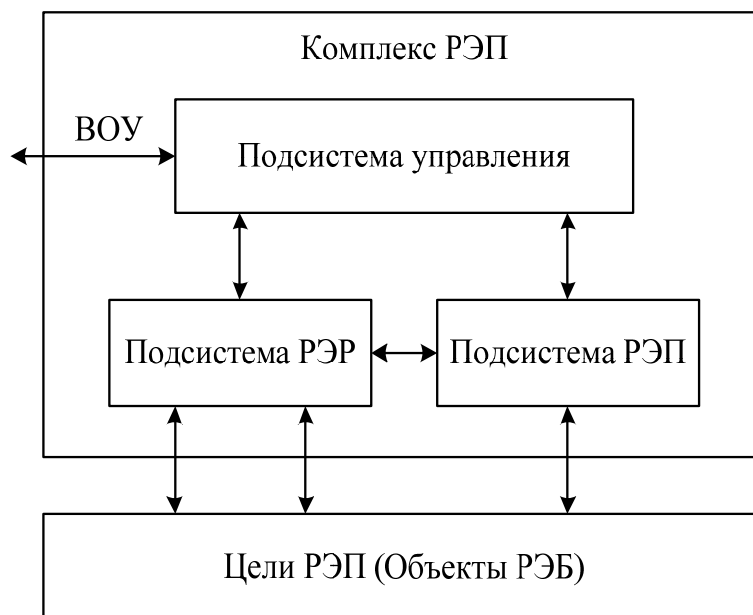 Комплекс РЭП
ВОУ
Подсистема управления
Подсистема РЭР
Подсистема РЭП
Цели РЭП (Объекты РЭБ)